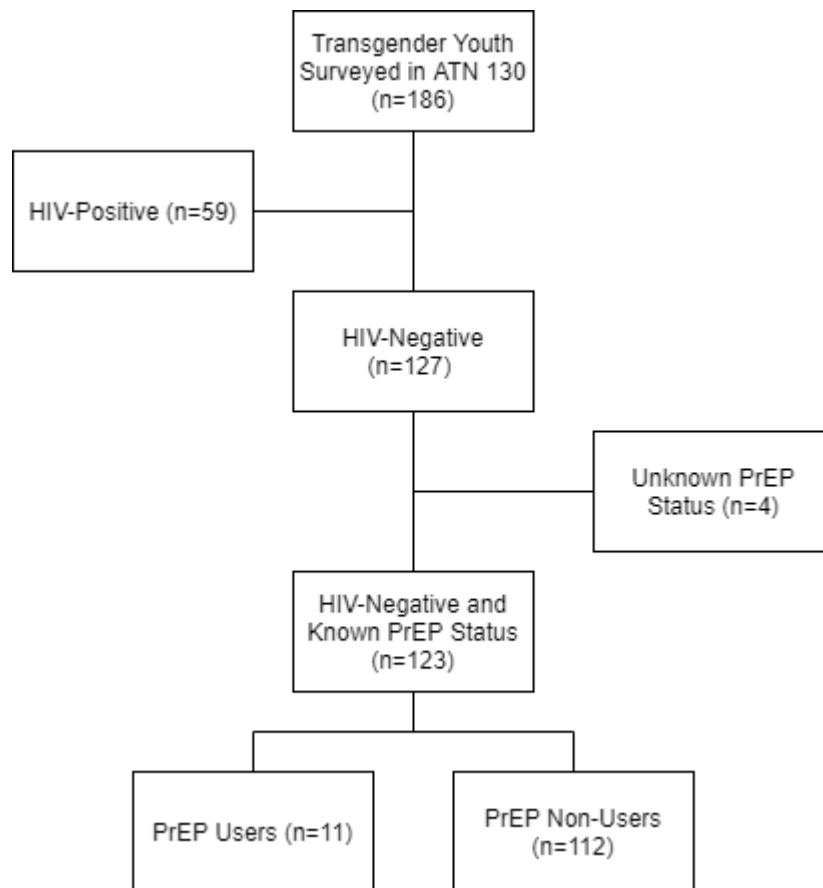 Transgender Youth
Surveyed in ATN 130
(n=186)
HIV-Positive (n=59)
HIV-Negative
(n=127)
Unknown PrEP
Status (n=4)
HIV-Negative and
Known PrEP Status
(n=123)
PrEP Users (n=11)
PrEP Non-Users
(n=112)